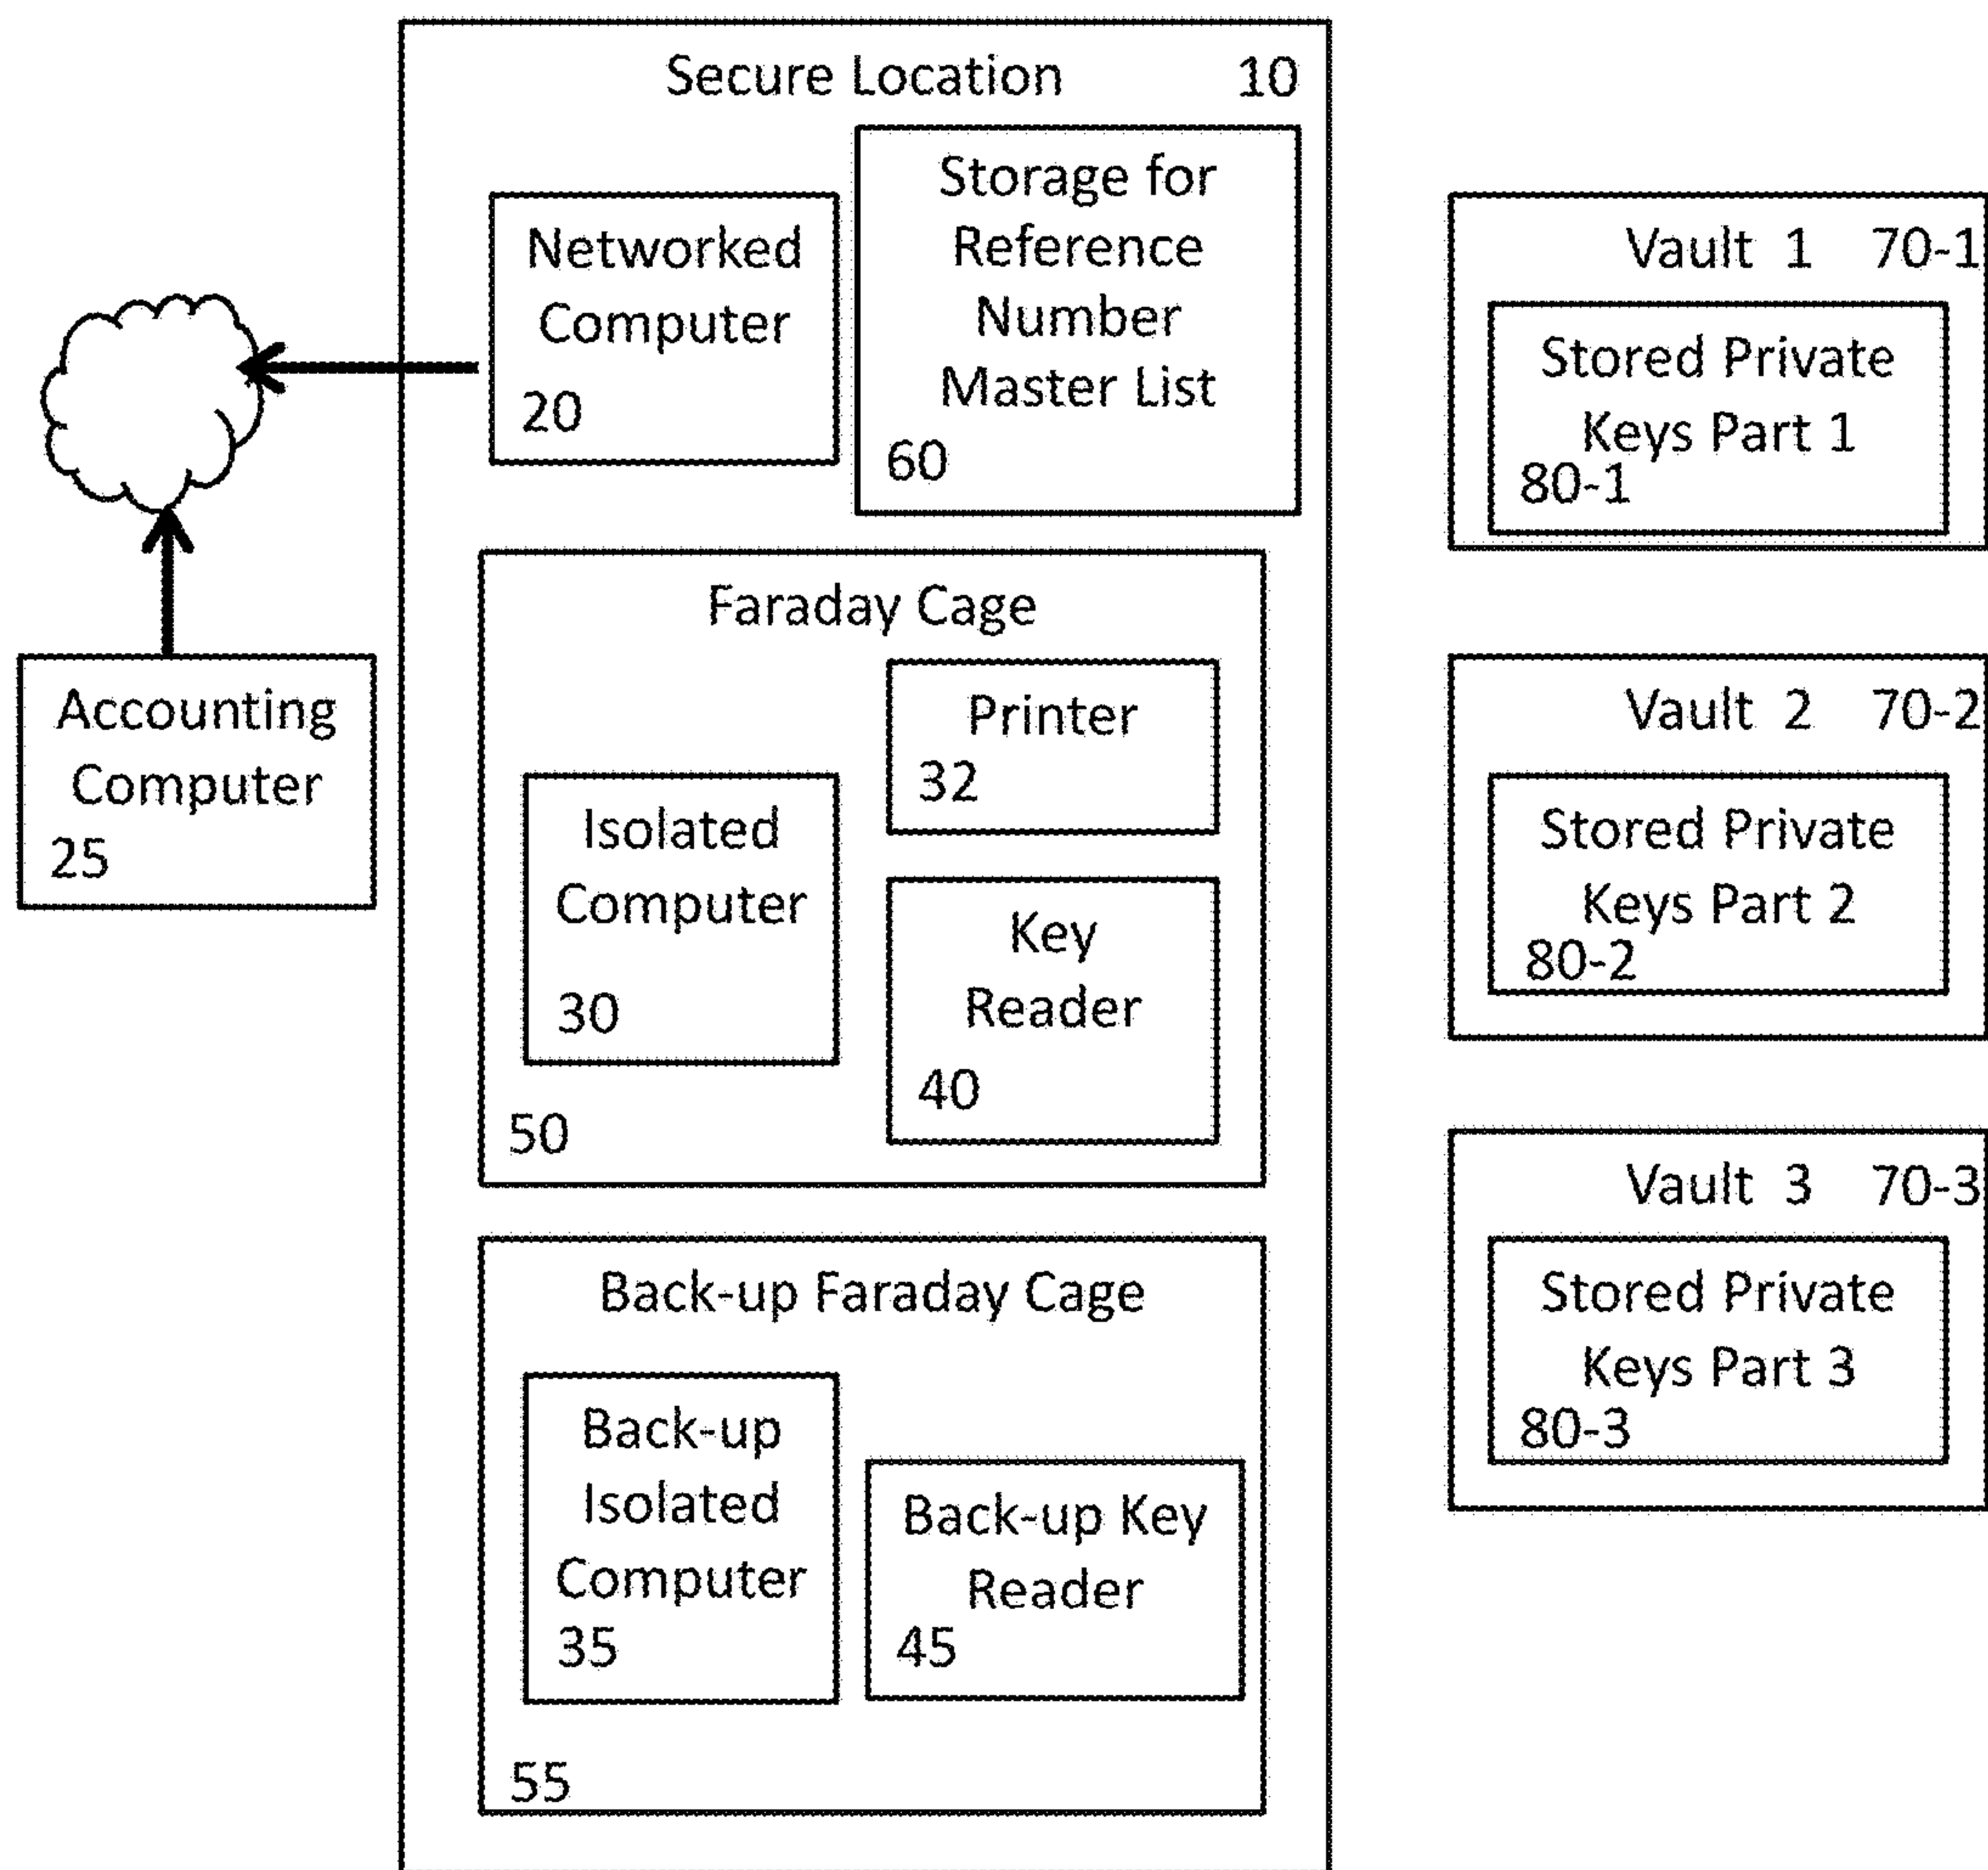 Secure Location 10
Networked
Computer
20
Storage for
Reference
Number
Master List
60
Accounting
Computer
25
Faraday Cage
Isolated
Computer
30
Printer
32
Key
Reader
40
50
Back-up Faraday Cage
Back-up
Isolated
Computer
35
Back-up Key
Reader
45
55
Vault 1 70-1
Stored Private
Keys Part 1
80-1
Vault 2 70-2
Stored Private
Keys Part 2
80-2
Vault 3 70-3
Stored Private
Keys Part 3
80-3